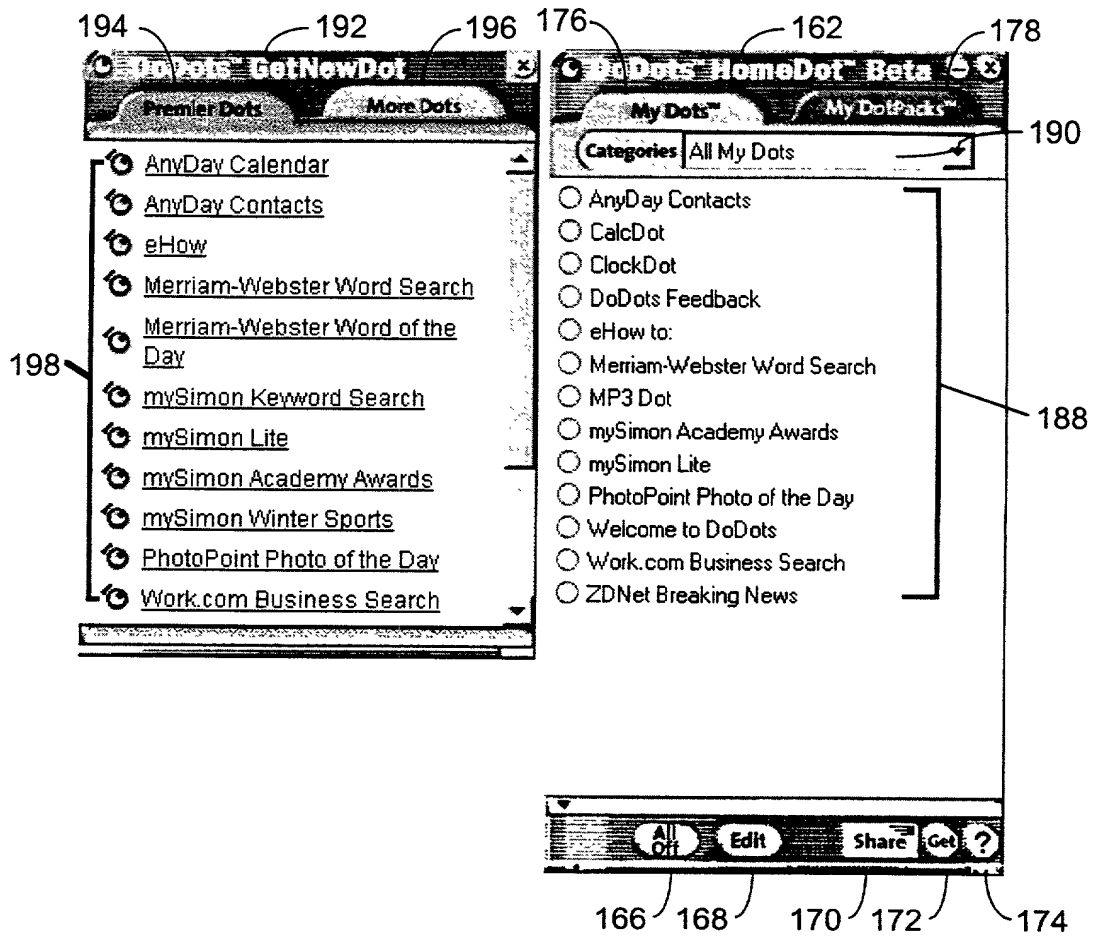 194 192 196
DoDots™ GetNewDot
Premier Dots More Dots
AnyDay Calendar
AnyDay Contacts
eHow
Merriam-Webster Word Search
Merriam-Webster Word of the
Day
mySimon Keyword Search
mySimon Lite
mySimon Academy Awards
mySimon Winter Sports
PhotoPoint Photo of the Day
Work.com Business Search
198
176 162 178
DoDots™ HomeDot™ Beta
My Dots™ My DotPacks™
190
Categories All My Dots
AnyDay Contacts
CalcDot
ClockDot
DoDots Feedback
eHow to:
Merriam-Webster Word Search
MP3 Dot
mySimon Academy Awards
mySimon Lite
PhotoPoint Photo of the Day
Welcome to DoDots
Work.com Business Search
ZDNet Breaking News
188
All
Off
Edit Share Get ?
166 168 170 172 174